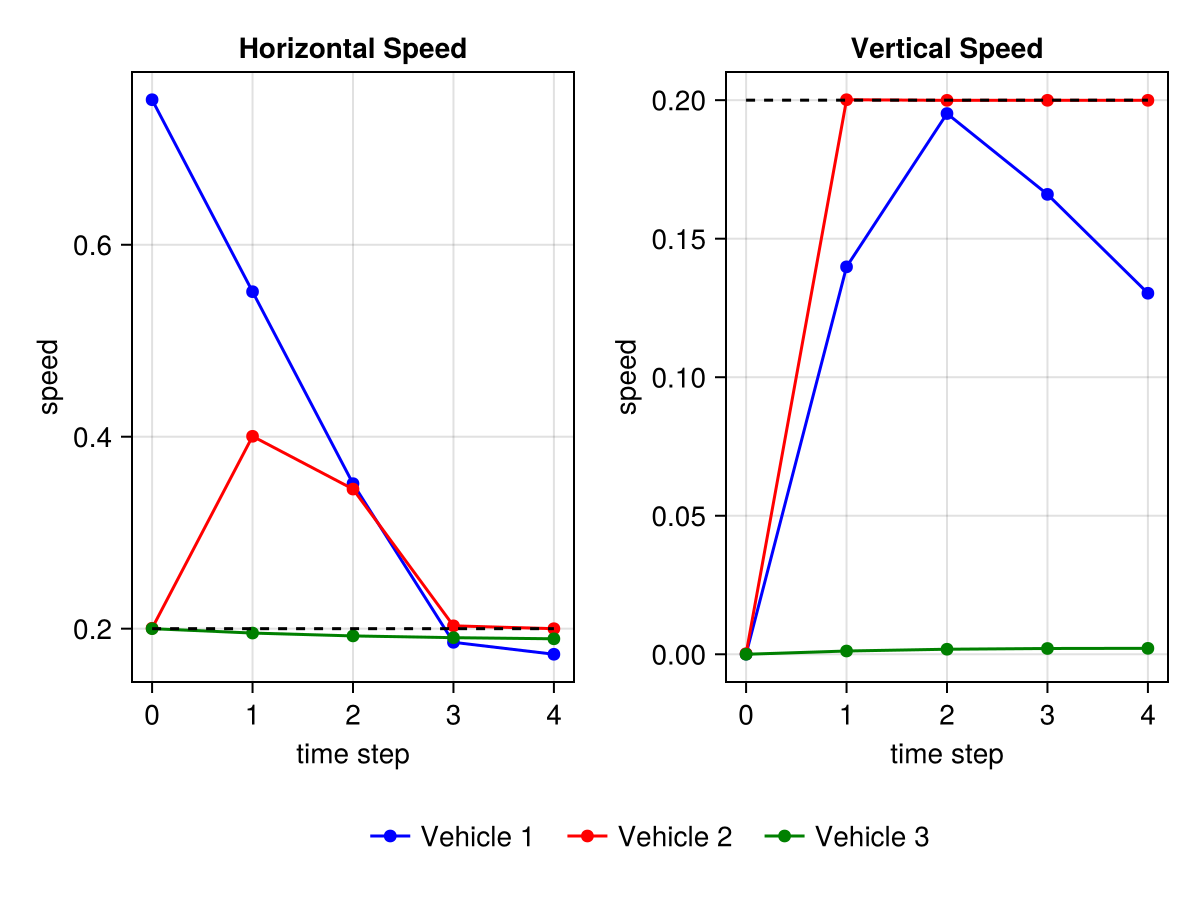 Horizontal Speed
speed
0.6
0.4
0.2
0 1 2 3 4
time step
Vertical Speed
speed
0.20
0.15
0.10
0.05
0.00
0 1 2 3 4
time step
Vehicle 1 Vehicle 2 Vehicle 3